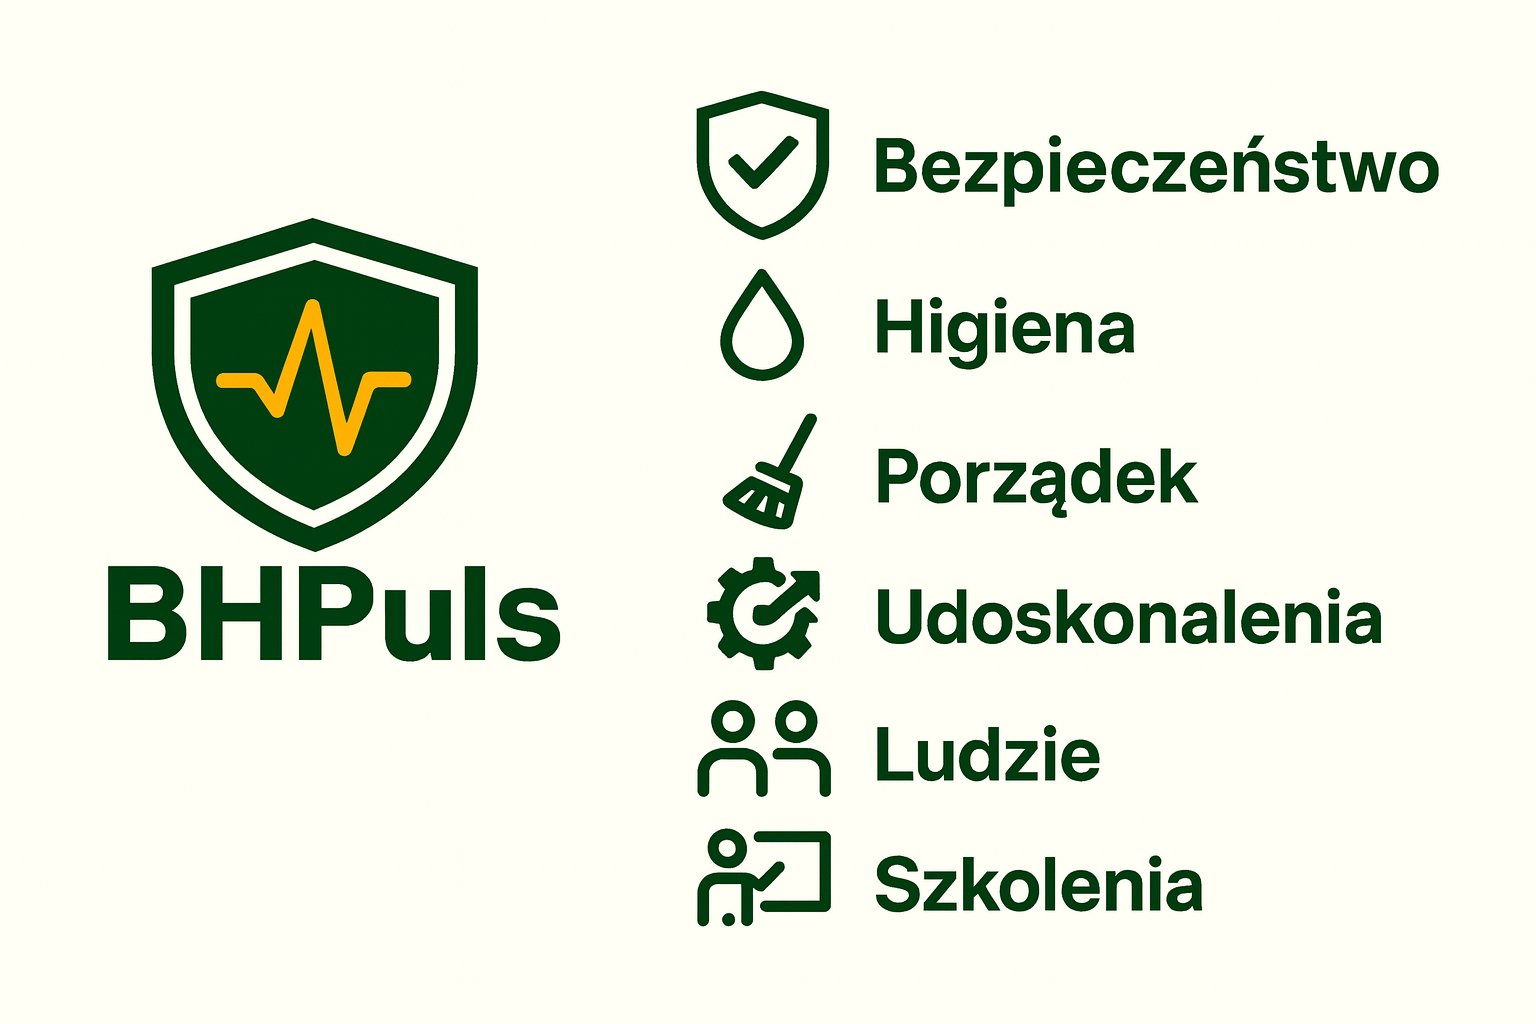 BHPuls
Bezpieczeństwo
Higiena
Porządek
Udoskonalenia
Ludzie
Szkolenia